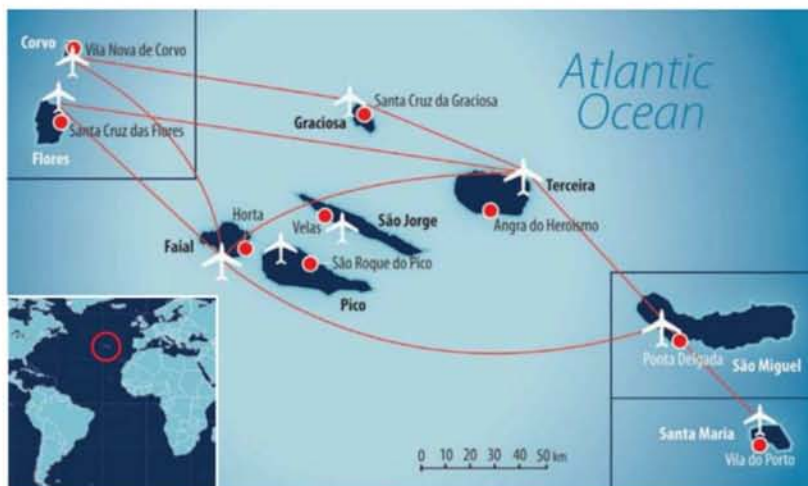 Corvo
Vila Nova de Corvo
Santa Cruz das Flores
Flores
Santa Cruz da Graciosa
Graciosa
Atlantic
Ocean
Terceira
Angra do Heroísmo
Horta
Faial
Velas
São Jorge
São Roque do Pico
Pico
Ponta Delgada
São Miguel
Santa Maria
Vila do Porto
0 10 20 30 40 50 km